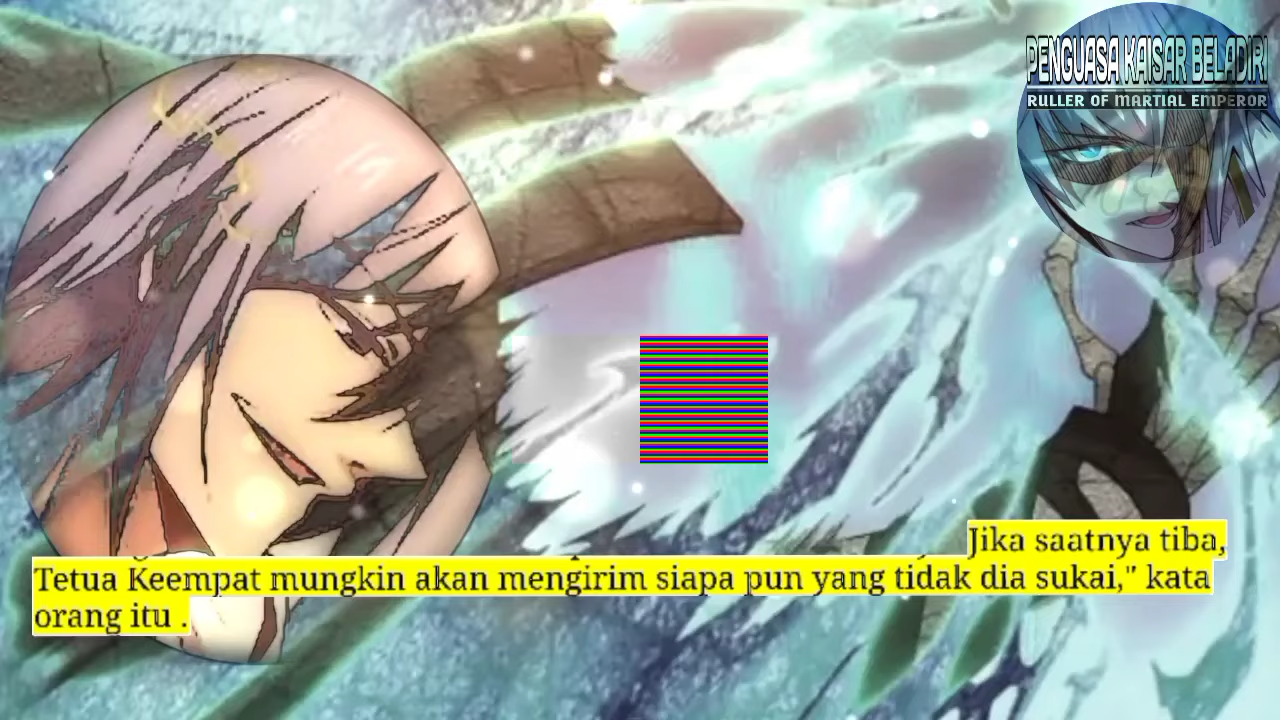 PENGUASA KAISAR BELADIRI
RULLER OF MARTIAL EMPEROR
Jika saatnya tiba,
Tetua Keempat mungkin akan mengirim siapa pun yang tidak dia sukai," kata
orang itu .